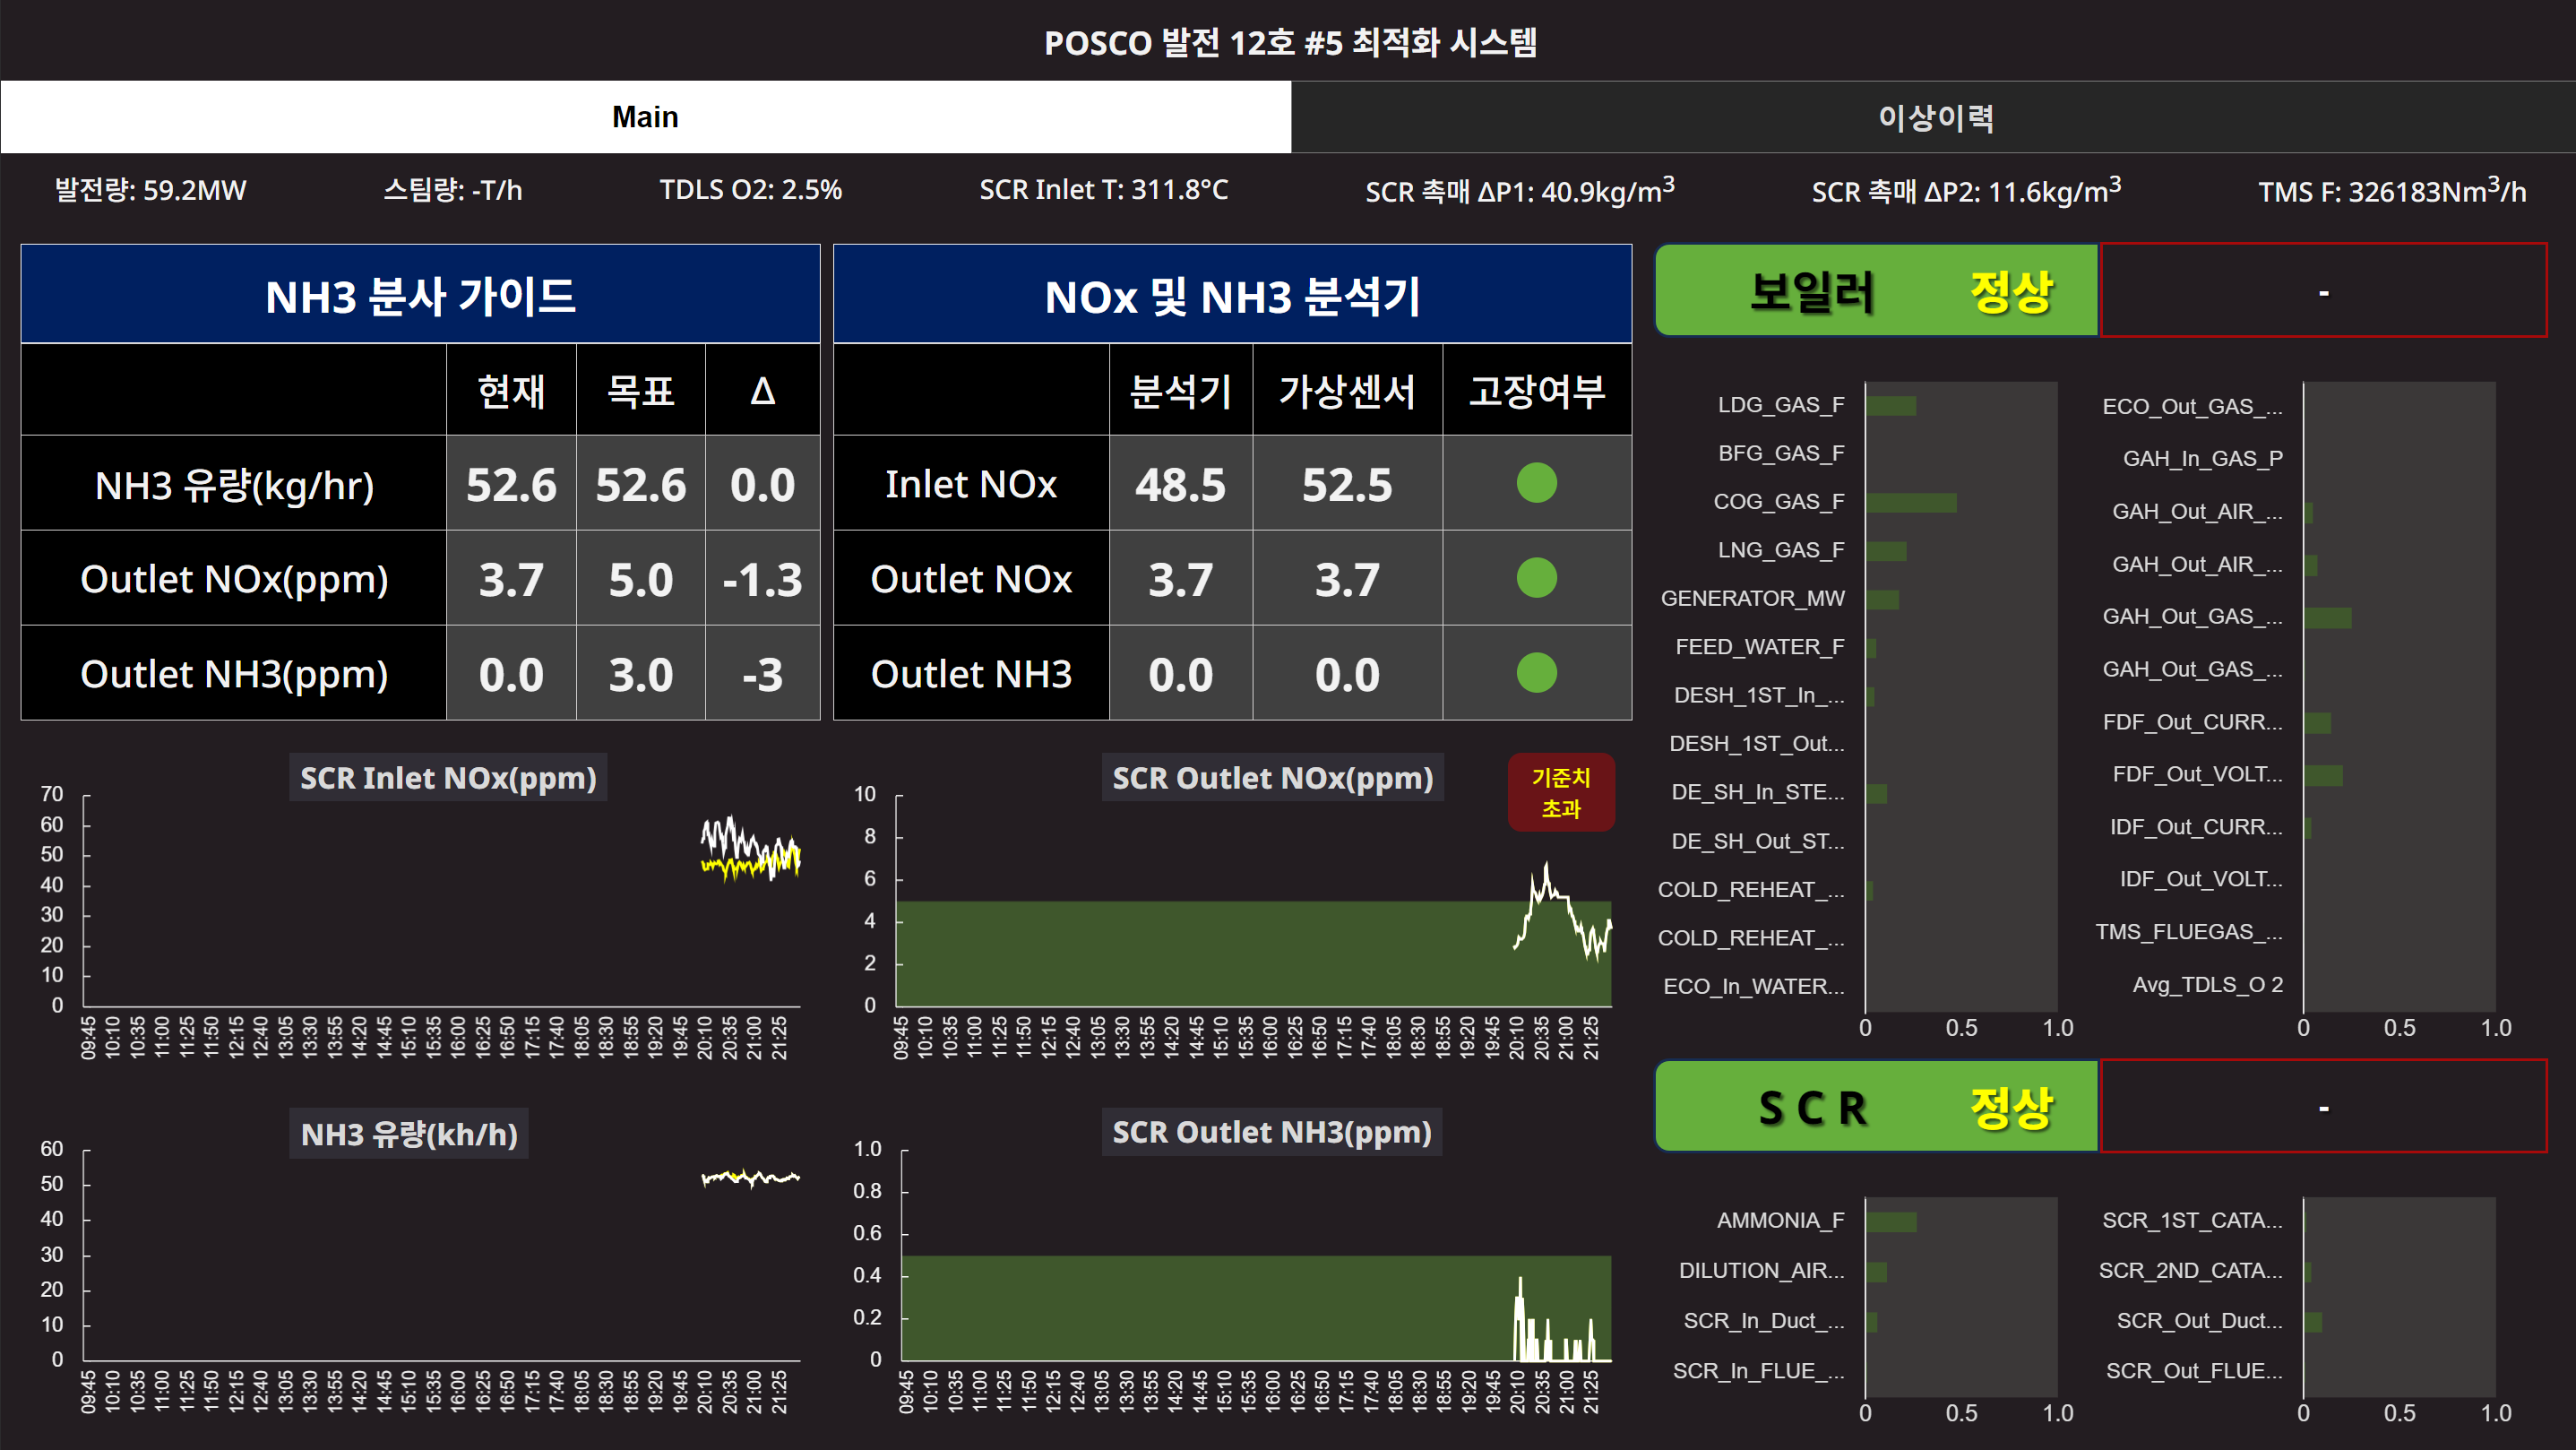 POSCO 발전 12호 #5 최적화 시스템
Main
이상이력
발전량: 59.2MW
스팀량: -T/h
TDLS O2: 2.5%
SCR Inlet T: 311.8°C
SCR 촉매 ΔP1: 40.9kg/m³
SCR 촉매 ΔP2: 11.6kg/m³
TMS F: 326183Nm³/h
NH3 분사 가이드
현재 목표 Δ
NH3 유량(kg/hr) 52.6 52.6 0.0
Outlet NOx(ppm) 3.7 5.0 -1.3
Outlet NH3(ppm) 0.0 3.0 -3
NOx 및 NH3 분석기
분석기 가상센서 고장여부
Inlet NOx 48.5 52.5
Outlet NOx 3.7 3.7
Outlet NH3 0.0 0.0
보일러 정상
-
LDG_GAS_F
BFG_GAS_F
COG_GAS_F
LNG_GAS_F
GENERATOR_MW
FEED_WATER_F
DESH_1ST_In_...
DESH_1ST_Out...
DE_SH_In_STE...
DE_SH_Out_ST...
COLD_REHEAT_...
COLD_REHEAT_...
ECO_In_WATER...
0 0.5 1.0
ECO_Out_GAS_...
GAH_In_GAS_P
GAH_Out_AIR_...
GAH_Out_AIR_...
GAH_Out_GAS_...
GAH_Out_GAS_...
FDF_Out_CURR...
FDF_Out_VOLT...
IDF_Out_CURR...
IDF_Out_VOLT...
TMS_FLUEGAS_...
Avg_TDLS_O 2
0 0.5 1.0
SCR Inlet NOx(ppm)
70
60
50
40
30
20
10
0
09:45 10:10 10:35 11:00 11:25 11:50 12:15 12:40 13:05 13:30 13:55 14:20 14:45 15:10 15:35 16:00 16:25 16:50 17:15 17:40 18:05 18:30 18:55 19:20 19:45 20:10 20:35 21:00 21:25
SCR Outlet NOx(ppm)
기준치
초과
10
8
6
4
2
0
09:45 10:10 10:35 11:00 11:25 11:50 12:15 12:40 13:05 13:30 13:55 14:20 14:45 15:10 15:35 16:00 16:25 16:50 17:15 17:40 18:05 18:30 18:55 19:20 19:45 20:10 20:35 21:00 21:25
NH3 유량(kh/h)
60
50
40
30
20
10
0
09:45 10:10 10:35 11:00 11:25 11:50 12:15 12:40 13:05 13:30 13:55 14:20 14:45 15:10 15:35 16:00 16:25 16:50 17:15 17:40 18:05 18:30 18:55 19:20 19:45 20:10 20:35 21:00 21:25
SCR Outlet NH3(ppm)
1.0
0.8
0.6
0.4
0.2
0
09:45 10:10 10:35 11:00 11:25 11:50 12:15 12:40 13:05 13:30 13:55 14:20 14:45 15:10 15:35 16:00 16:25 16:50 17:15 17:40 18:05 18:30 18:55 19:20 19:45 20:10 20:35 21:00 21:25
S C R 정상
-
AMMONIA_F
DILUTION_AIR...
SCR_In_Duct_...
SCR_In_FLUE_...
0 0.5 1.0
SCR_1ST_CATA...
SCR_2ND_CATA...
SCR_Out_Duct...
SCR_Out_FLUE...
0 0.5 1.0